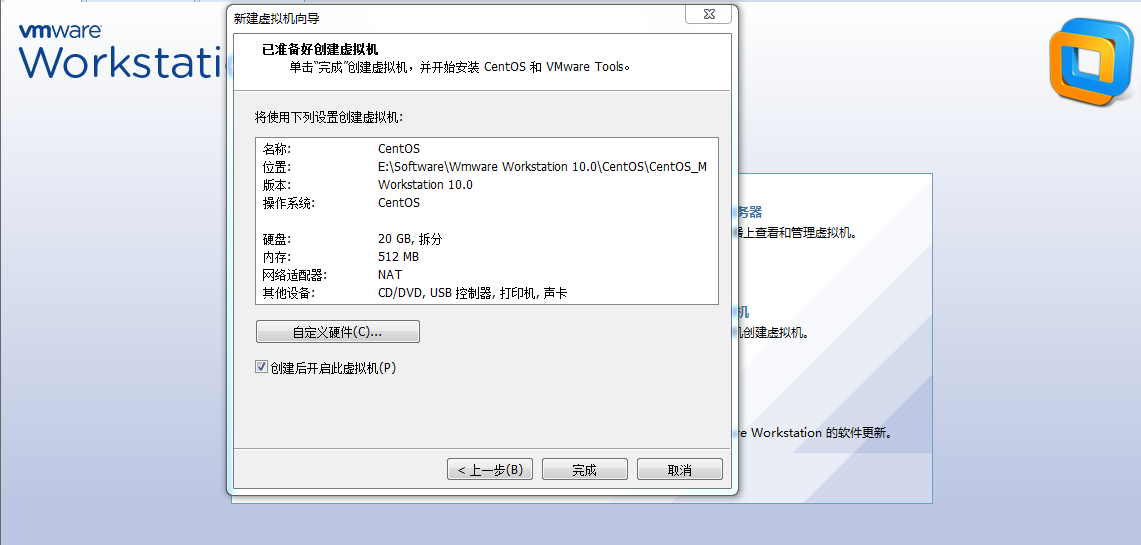 vmware
Workstati
新建虚拟机向导
已准备好创建虚拟机
单击“完成”创建虚拟机，并开始安装 CentOS 和 VMware Tools。
将使用下列设置创建虚拟机:
名称: CentOS
位置: E:\Software\Wmware Workstation 10.0\CentOS\CentOS_M
版本: Workstation 10.0
操作系统: CentOS
硬盘: 20 GB, 拆分
内存: 512 MB
网络适配器: NAT
其他设备: CD/DVD, USB 控制器, 打印机, 声卡
自定义硬件(C)...
创建后开启此虚拟机(P)
< 上一步(B) 完成 取消
务器
器上查看和管理虚拟机。
机
机创建虚拟机。
re Workstation 的软件更新。